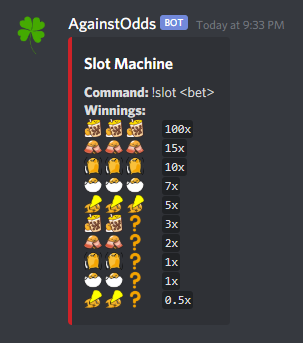 AgainstOdds BOT Today at 9:33 PM
Slot Machine
Command: !slot <bet>
Winnings:
100x
15x
10x
7x
5x
❓ 3x
❓ 2x
❓ 1x
❓ 1x
❓ 0.5x